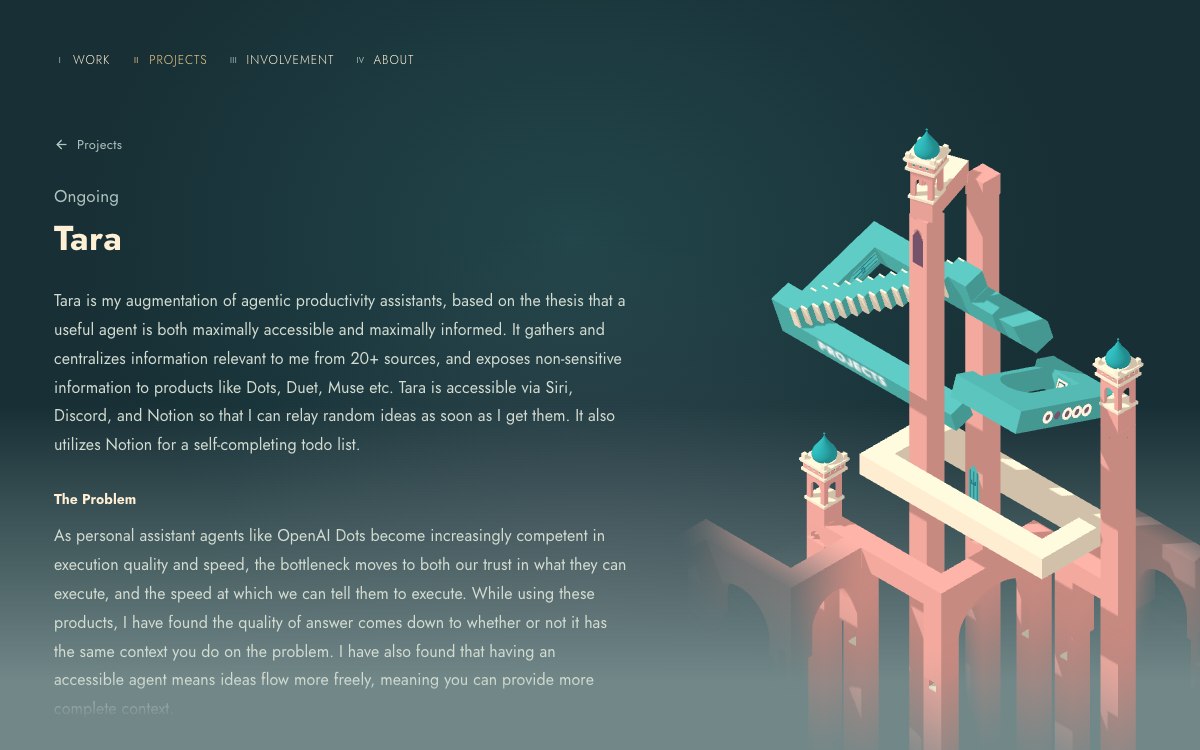 I WORK II PROJECTS III INVOLVEMENT IV ABOUT
← Projects
Ongoing
Tara
Tara is my augmentation of agentic productivity assistants, based on the thesis that a
useful agent is both maximally accessible and maximally informed. It gathers and
centralizes information relevant to me from 20+ sources, and exposes non-sensitive
information to products like Dots, Duet, Muse etc. Tara is accessible via Siri,
Discord, and Notion so that I can relay random ideas as soon as I get them. It also
utilizes Notion for a self-completing todo list.
The Problem
As personal assistant agents like OpenAI Dots become increasingly competent in
execution quality and speed, the bottleneck moves to both our trust in what they can
execute, and the speed at which we can tell them to execute. While using these
products, I have found the quality of answer comes down to whether or not it has
the same context you do on the problem. I have also found that having an
accessible agent means ideas flow more freely, meaning you can provide more
complete context.
PROJECTS